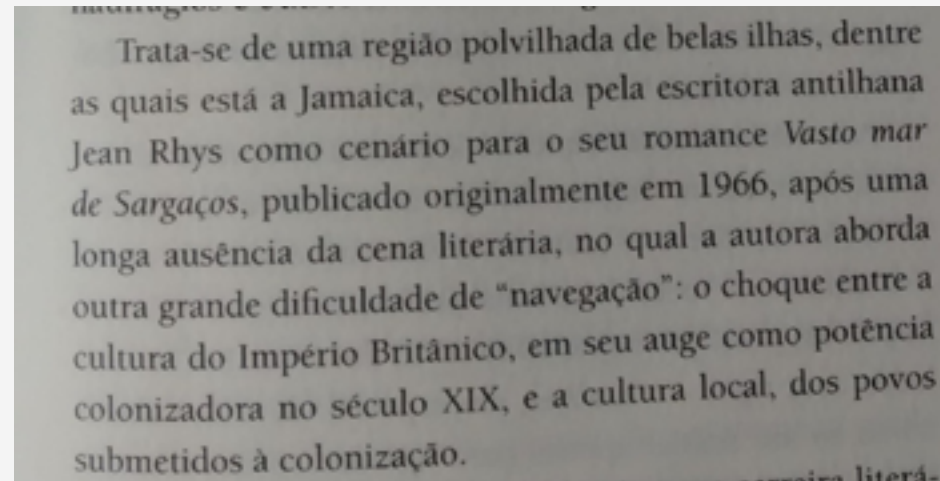 Trata-se de uma região polvilhada de belas ilhas, dentre
as quais está a Jamaica, escolhida pela escritora antilhana
Jean Rhys como cenário para o seu romance Vasto mar
de Sargaços, publicado originalmente em 1966, após uma
longa ausência da cena literária, no qual a autora aborda
outra grande dificuldade de “navegação”: o choque entre a
cultura do Império Britânico, em seu auge como potência
colonizadora no século XIX, e a cultura local, dos povos
submetidos à colonização.
literá-